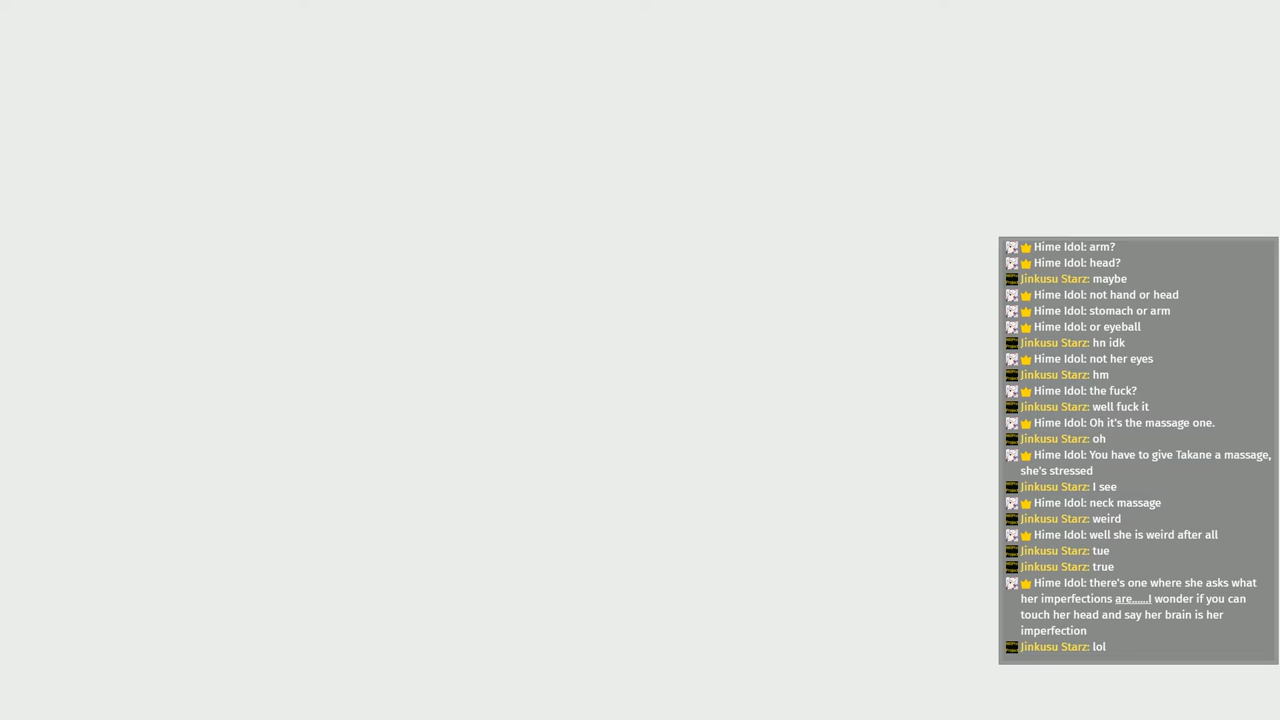 Hime Idol: arm?
Hime Idol: head?
Jinkusu Starz: maybe
Hime Idol: not hand or head
Hime Idol: stomach or arm
Hime Idol: or eyeball
Jinkusu Starz: hn idk
Hime Idol: not her eyes
Jinkusu Starz: hm
Hime Idol: the fuck?
Jinkusu Starz: well fuck it
Hime Idol: Oh it's the massage one.
Jinkusu Starz: oh
Hime Idol: You have to give Takane a massage,
she's stressed
Jinkusu Starz: I see
Hime Idol: neck massage
Jinkusu Starz: weird
Hime Idol: well she is weird after all
Jinkusu Starz: tue
Jinkusu Starz: true
Hime Idol: there's one where she asks what
her imperfections are......I wonder if you can
touch her head and say her brain is her
imperfection
Jinkusu Starz: lol